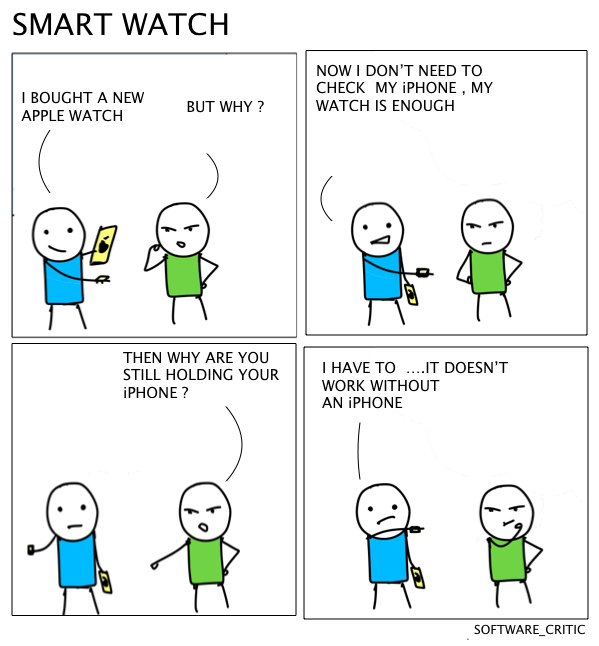 SMART WATCH
I BOUGHT A NEW
APPLE WATCH
BUT WHY ?
NOW I DON'T NEED TO
CHECK MY iPHONE , MY
WATCH IS ENOUGH
THEN WHY ARE YOU
STILL HOLDING YOUR
iPHONE ?
I HAVE TO ....IT DOESN'T
WORK WITHOUT
AN iPHONE
SOFTWARE_CRITIC